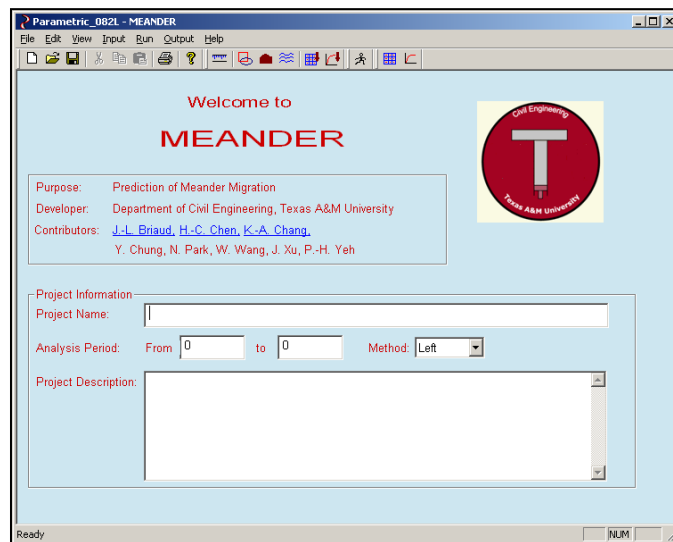 Parametric_082L - MEANDER
File Edit View Input Run Output Help
Welcome to
MEANDER
Civil Engineering
Texas A&M University
Purpose: Prediction of Meander Migration
Developer: Department of Civil Engineering, Texas A&M University
Contributors: J.-L. Briaud, H.-C. Chen, K.-A. Chang,
Y. Chung, N. Park, W. Wang, J. Xu, P.-H. Yeh
Project Information
Project Name:
Analysis Period: From 0 to 0 Method: Left
Project Description:
Ready NUM